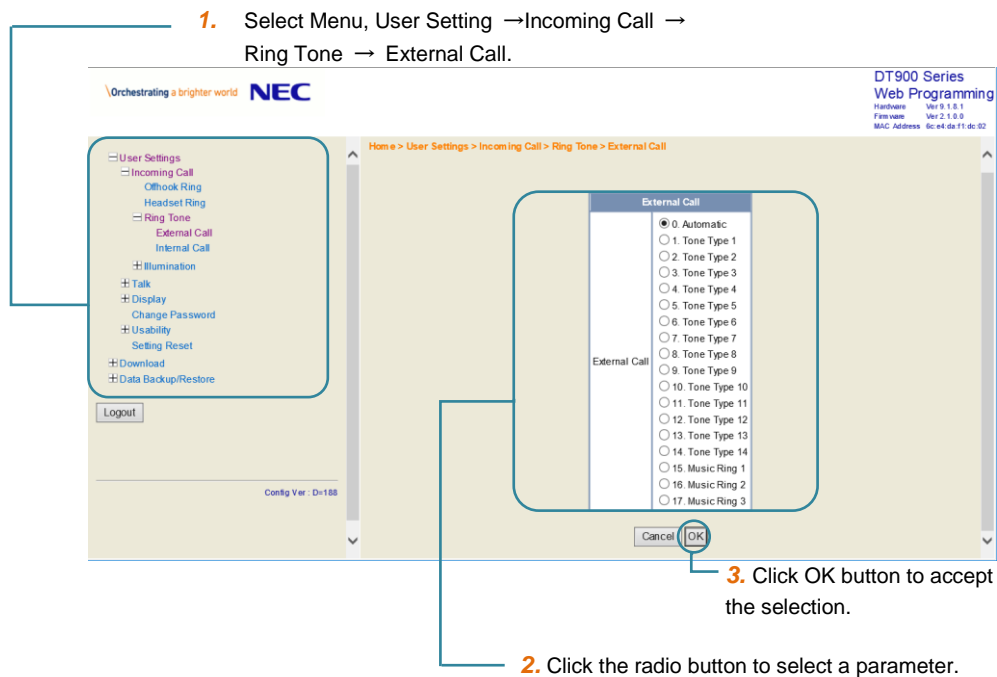 1. Select Menu, User Setting →Incoming Call →
Ring Tone → External Call.
\Orchestrating a brighter world NEC
DT900 Series
Web Programming
Hardware Ver 9.1.8.1
Firmware Ver 2.1.0.0
MAC Address 6c:e4:da:f1:dc:02
User Settings
Incoming Call
Offhook Ring
Headset Ring
Ring Tone
External Call
Internal Call
Illumination
Talk
Display
Change Password
Usability
Setting Reset
Download
Data Backup/Restore
Logout
Config Ver : D=188
Home > User Settings > Incoming Call > Ring Tone > External Call
External Call
External Call
0. Automatic
1. Tone Type 1
2. Tone Type 2
3. Tone Type 3
4. Tone Type 4
5. Tone Type 5
6. Tone Type 6
7. Tone Type 7
8. Tone Type 8
9. Tone Type 9
10. Tone Type 10
11. Tone Type 11
12. Tone Type 12
13. Tone Type 13
14. Tone Type 14
15. Music Ring 1
16. Music Ring 2
17. Music Ring 3
Cancel OK
3. Click OK button to accept
the selection.
2. Click the radio button to select a parameter.